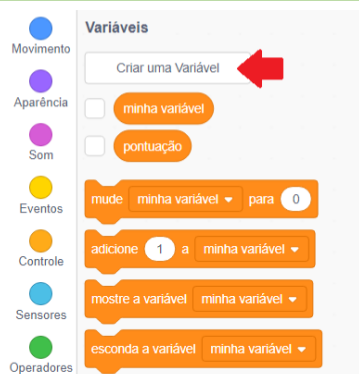 Variáveis
Movimento
Criar uma Variável
Aparência
minha variável
pontuação
Som
Eventos
mude minha variável para 0
Controle
adicione 1 a minha variável
Sensores
mostre a variável minha variável
Operadores
esconda a variável minha variável